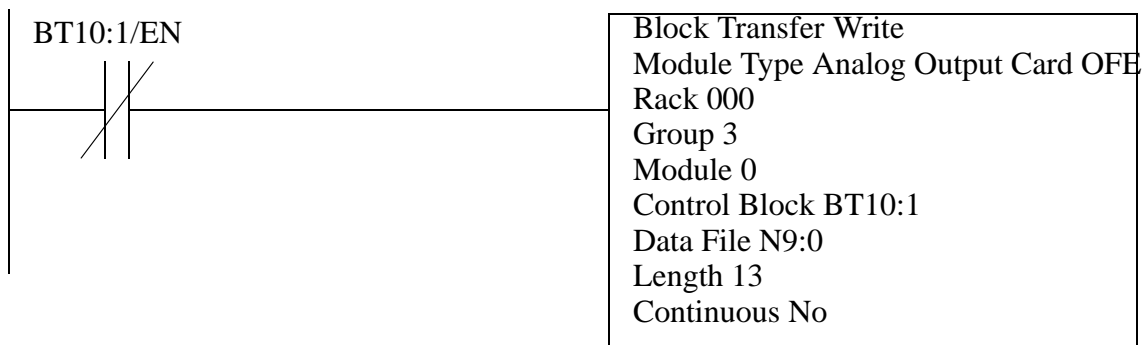 BT10:1/EN
Block Transfer Write
Module Type Analog Output Card OFE
Rack 000
Group 3
Module 0
Control Block BT10:1
Data File N9:0
Length 13
Continuous No